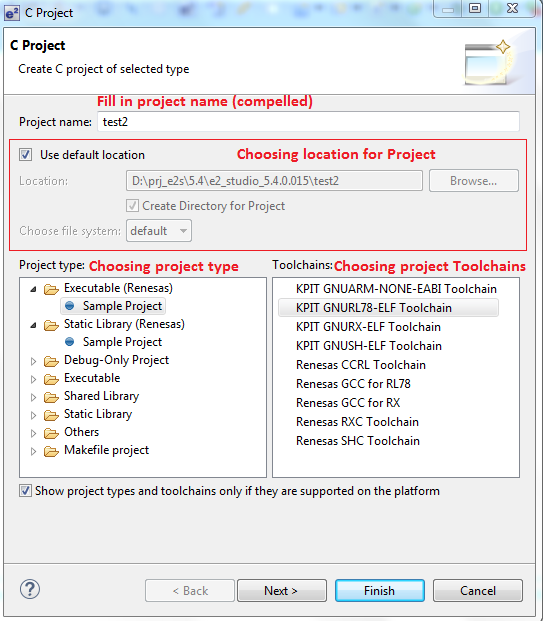 e² C Project
C Project
Create C project of selected type
Fill in project name (compelled)
Project name: test2
Use default location Choosing location for Project
Location: D:\prj_e2s\5.4\e2_studio_5.4.0.015\test2 Browse...
Create Directory for Project
Choose file system: default
Project type: Choosing project type
Executable (Renesas)
Sample Project
Static Library (Renesas)
Sample Project
Debug-Only Project
Executable
Shared Library
Static Library
Others
Makefile project
Toolchains: Choosing project Toolchains
KPIT GNUARM-NONE-EABI Toolchain
KPIT GNURL78-ELF Toolchain
KPIT GNURX-ELF Toolchain
KPIT GNUSH-ELF Toolchain
Renesas CCRL Toolchain
Renesas GCC for RL78
Renesas GCC for RX
Renesas RXC Toolchain
Renesas SHC Toolchain
Show project types and toolchains only if they are supported on the platform
? < Back Next > Finish Cancel